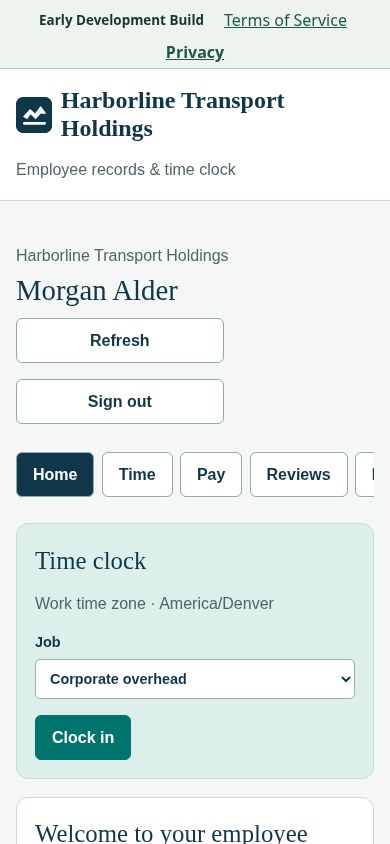 Early Development Build Terms of Service
Privacy
Harborline Transport
Holdings
Employee records & time clock
Harborline Transport Holdings
Morgan Alder
Refresh
Sign out
Home Time Pay Reviews
Time clock
Work time zone · America/Denver
Job
Corporate overhead
Clock in
Welcome to your employee